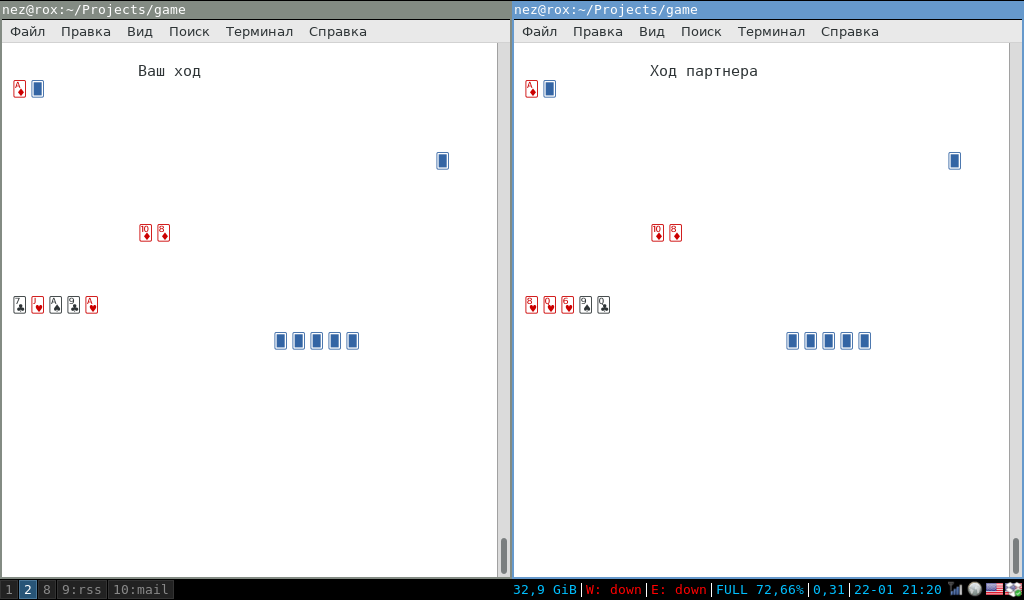 nez@rox:~/Projects/game
Файл Правка Вид Поиск Терминал Справка
Ваш ход
A
10 8
7 J A 9 A
nez@rox:~/Projects/game
Файл Правка Вид Поиск Терминал Справка
Ход партнера
A
10 8
8 Q 6 9 Q
1 2 8 9:rss 10:mail
32,9 GiB|W: down|E: down|FULL 72,66%|0,31|22-01 21:20